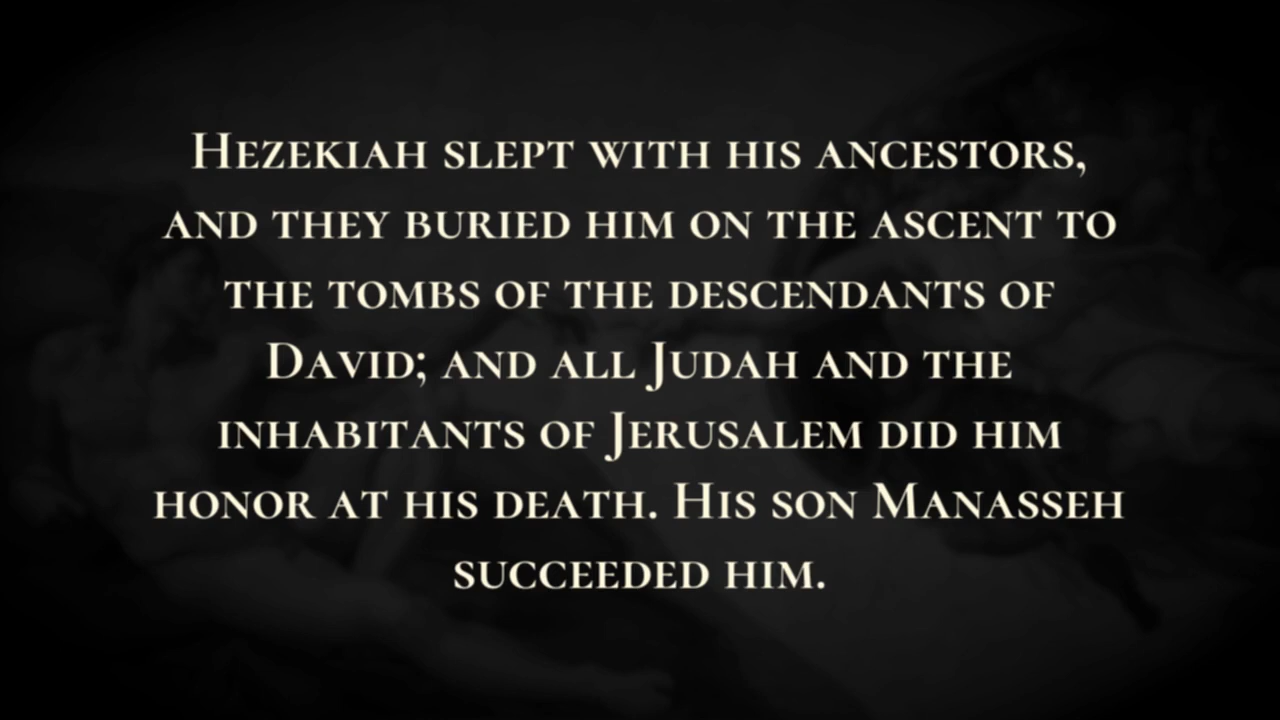 Hezekiah slept with his ancestors,
and they buried him on the ascent to
the tombs of the descendants of
David; and all Judah and the
inhabitants of Jerusalem did him
honor at his death. His son Manasseh
succeeded him.